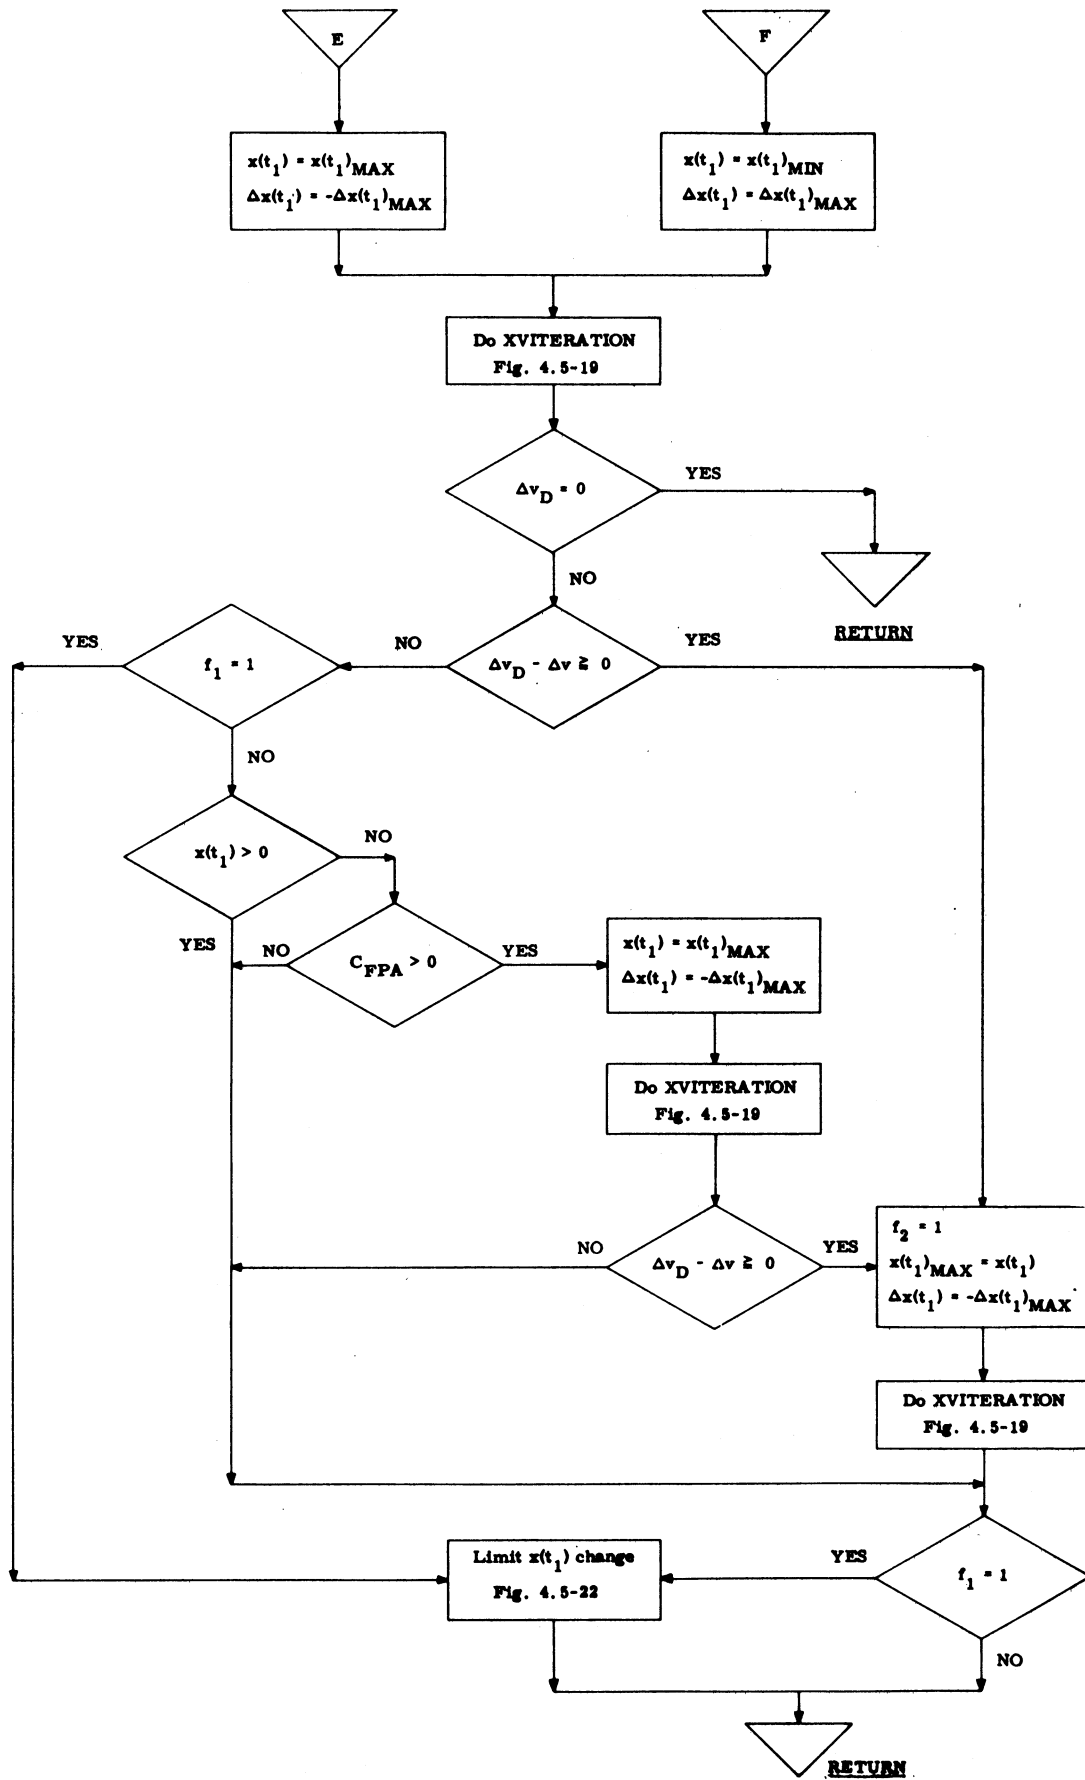 E
F
x(t₁) = x(t₁)MAX
Δx(t₁) = -Δx(t₁)MAX
x(t₁) = x(t₁)MIN
Δx(t₁) = Δx(t₁)MAX
Do XVITERATION
Fig. 4.5-19
Δv_D = 0
YES
NO
RETURN
YES
f₁ = 1
NO
Δv_D - Δv ≧ 0
YES
NO
x(t₁) > 0
NO
YES
NO
C_FPA > 0
YES
x(t₁) = x(t₁)MAX
Δx(t₁) = -Δx(t₁)MAX
Do XVITERATION
Fig. 4.5-19
NO
Δv_D - Δv ≧ 0
YES
f₂ = 1
x(t₁)MAX = x(t₁)
Δx(t₁) = -Δx(t₁)MAX
Do XVITERATION
Fig. 4.5-19
Limit x(t₁) change
Fig. 4.5-22
YES
f₁ = 1
NO
RETURN